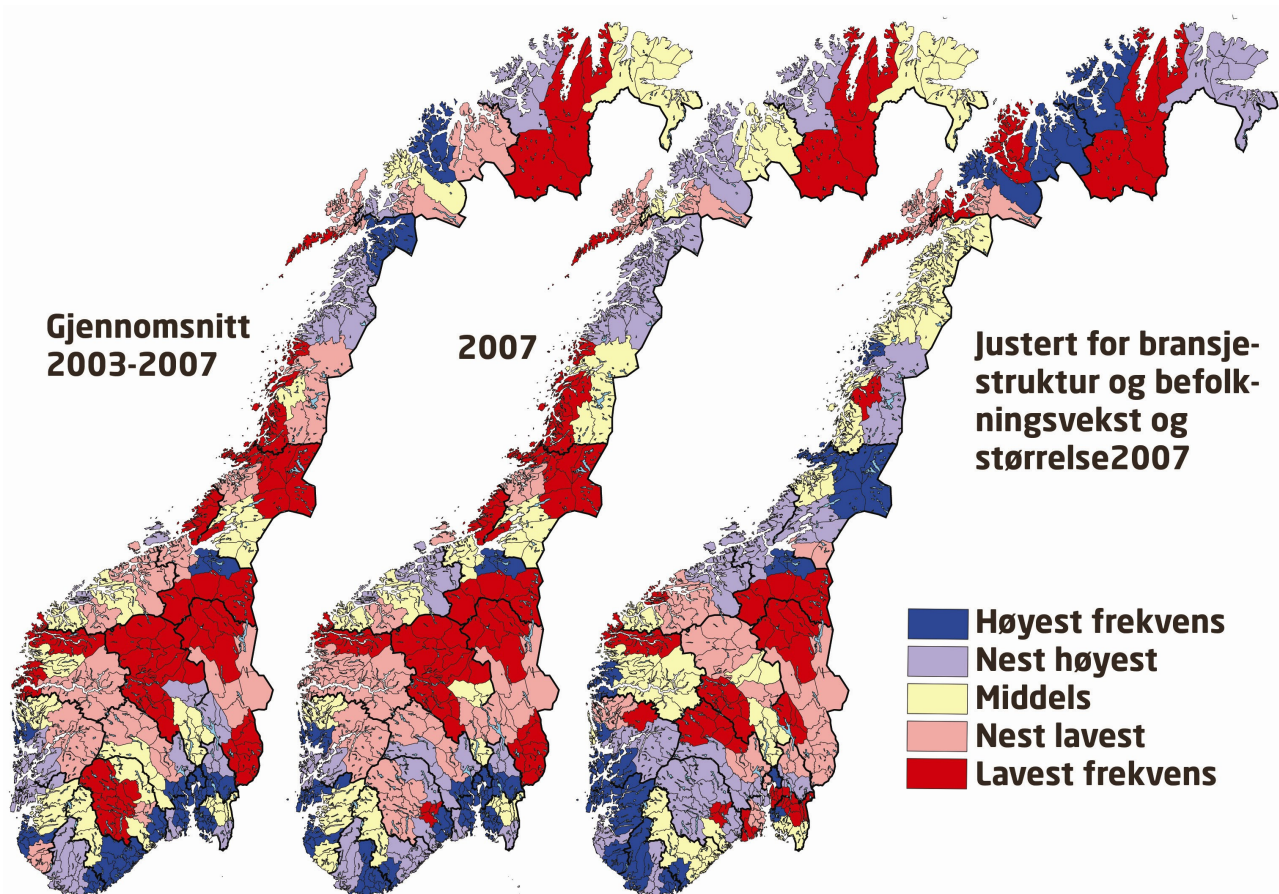 Gjennomsnitt
2003-2007
2007
Justert for bransje-
struktur og befolk-
ningsvekst og
størrelse2007
Høyest frekvens
Nest høyest
Middels
Nest lavest
Lavest frekvens